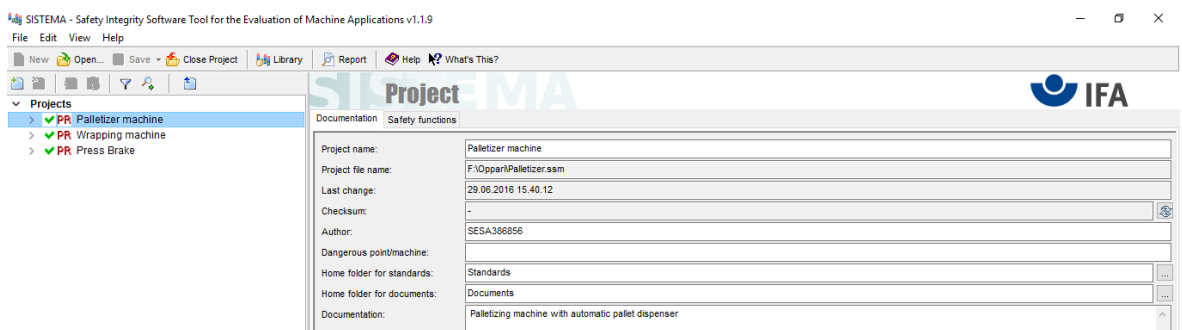 SISTEMA - Safety Integrity Software Tool for the Evaluation of Machine Applications v1.1.9
File Edit View Help
New Open... Save Close Project Library Report Help What's This?
SISTEMA
Project
IFA
Projects
PR Palletizer machine
PR Wrapping machine
PR Press Brake
Documentation Safety functions
Project name: Palletizer machine
Project file name: F:\Oppari\Palletizer.ssm
Last change: 29.06.2016 15.40.12
Checksum: -
Author: SESA386856
Dangerous point/machine:
Home folder for standards: Standards ...
Home folder for documents: Documents ...
Documentation: Palletizing machine with automatic pallet dispenser